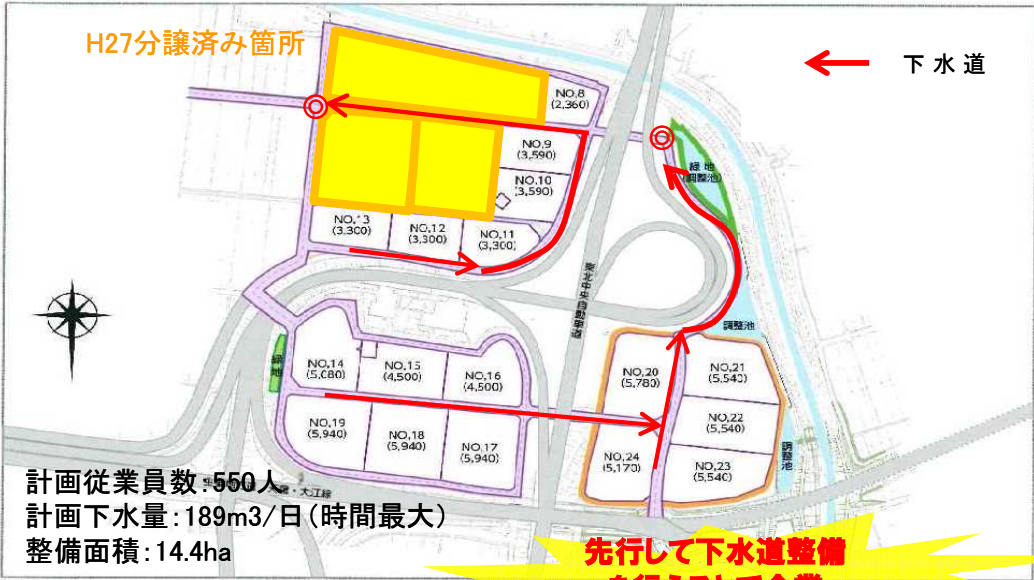 H27分譲済み箇所
下水道
NO,8
(2,360)
NO,9
(3,590)
NO,10
(3,590)
緑地
(調整池)
NO,13
(3,300)
NO,12
(3,300)
NO,11
(3,300)
東北中央自動車道
調整池
NO,14
(5,080)
NO,15
(4,500)
NO,16
(4,500)
緑地
NO,20
(5,780)
NO,21
(5,540)
NO,19
(5,940)
NO,18
(5,940)
NO,17
(5,940)
NO,22
(5,540)
NO,24
(5,170)
NO,23
(5,540)
調整池
計画従業員数:550人
・大江線
計画下水量:189m3/日(時間最大)
整備面積:14.4ha
先行して下水道整備